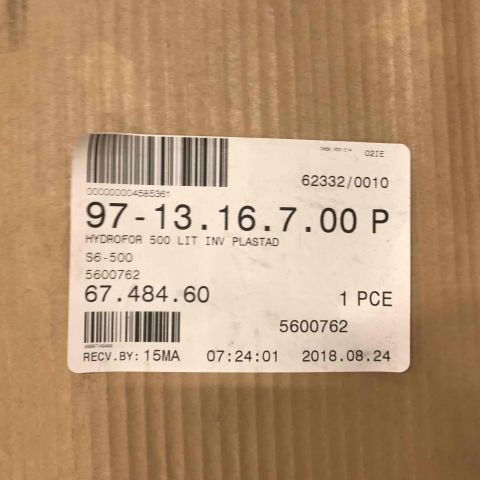 02IE
62332/0010
000000004585361
97-13.16.7.00 P
HYDROFOR 500 LIT INV PLASTAD
S6-500
5600762
67.484.60
1 PCE
5600762
RECV.BY: 15MA 07:24:01 2018.08.24